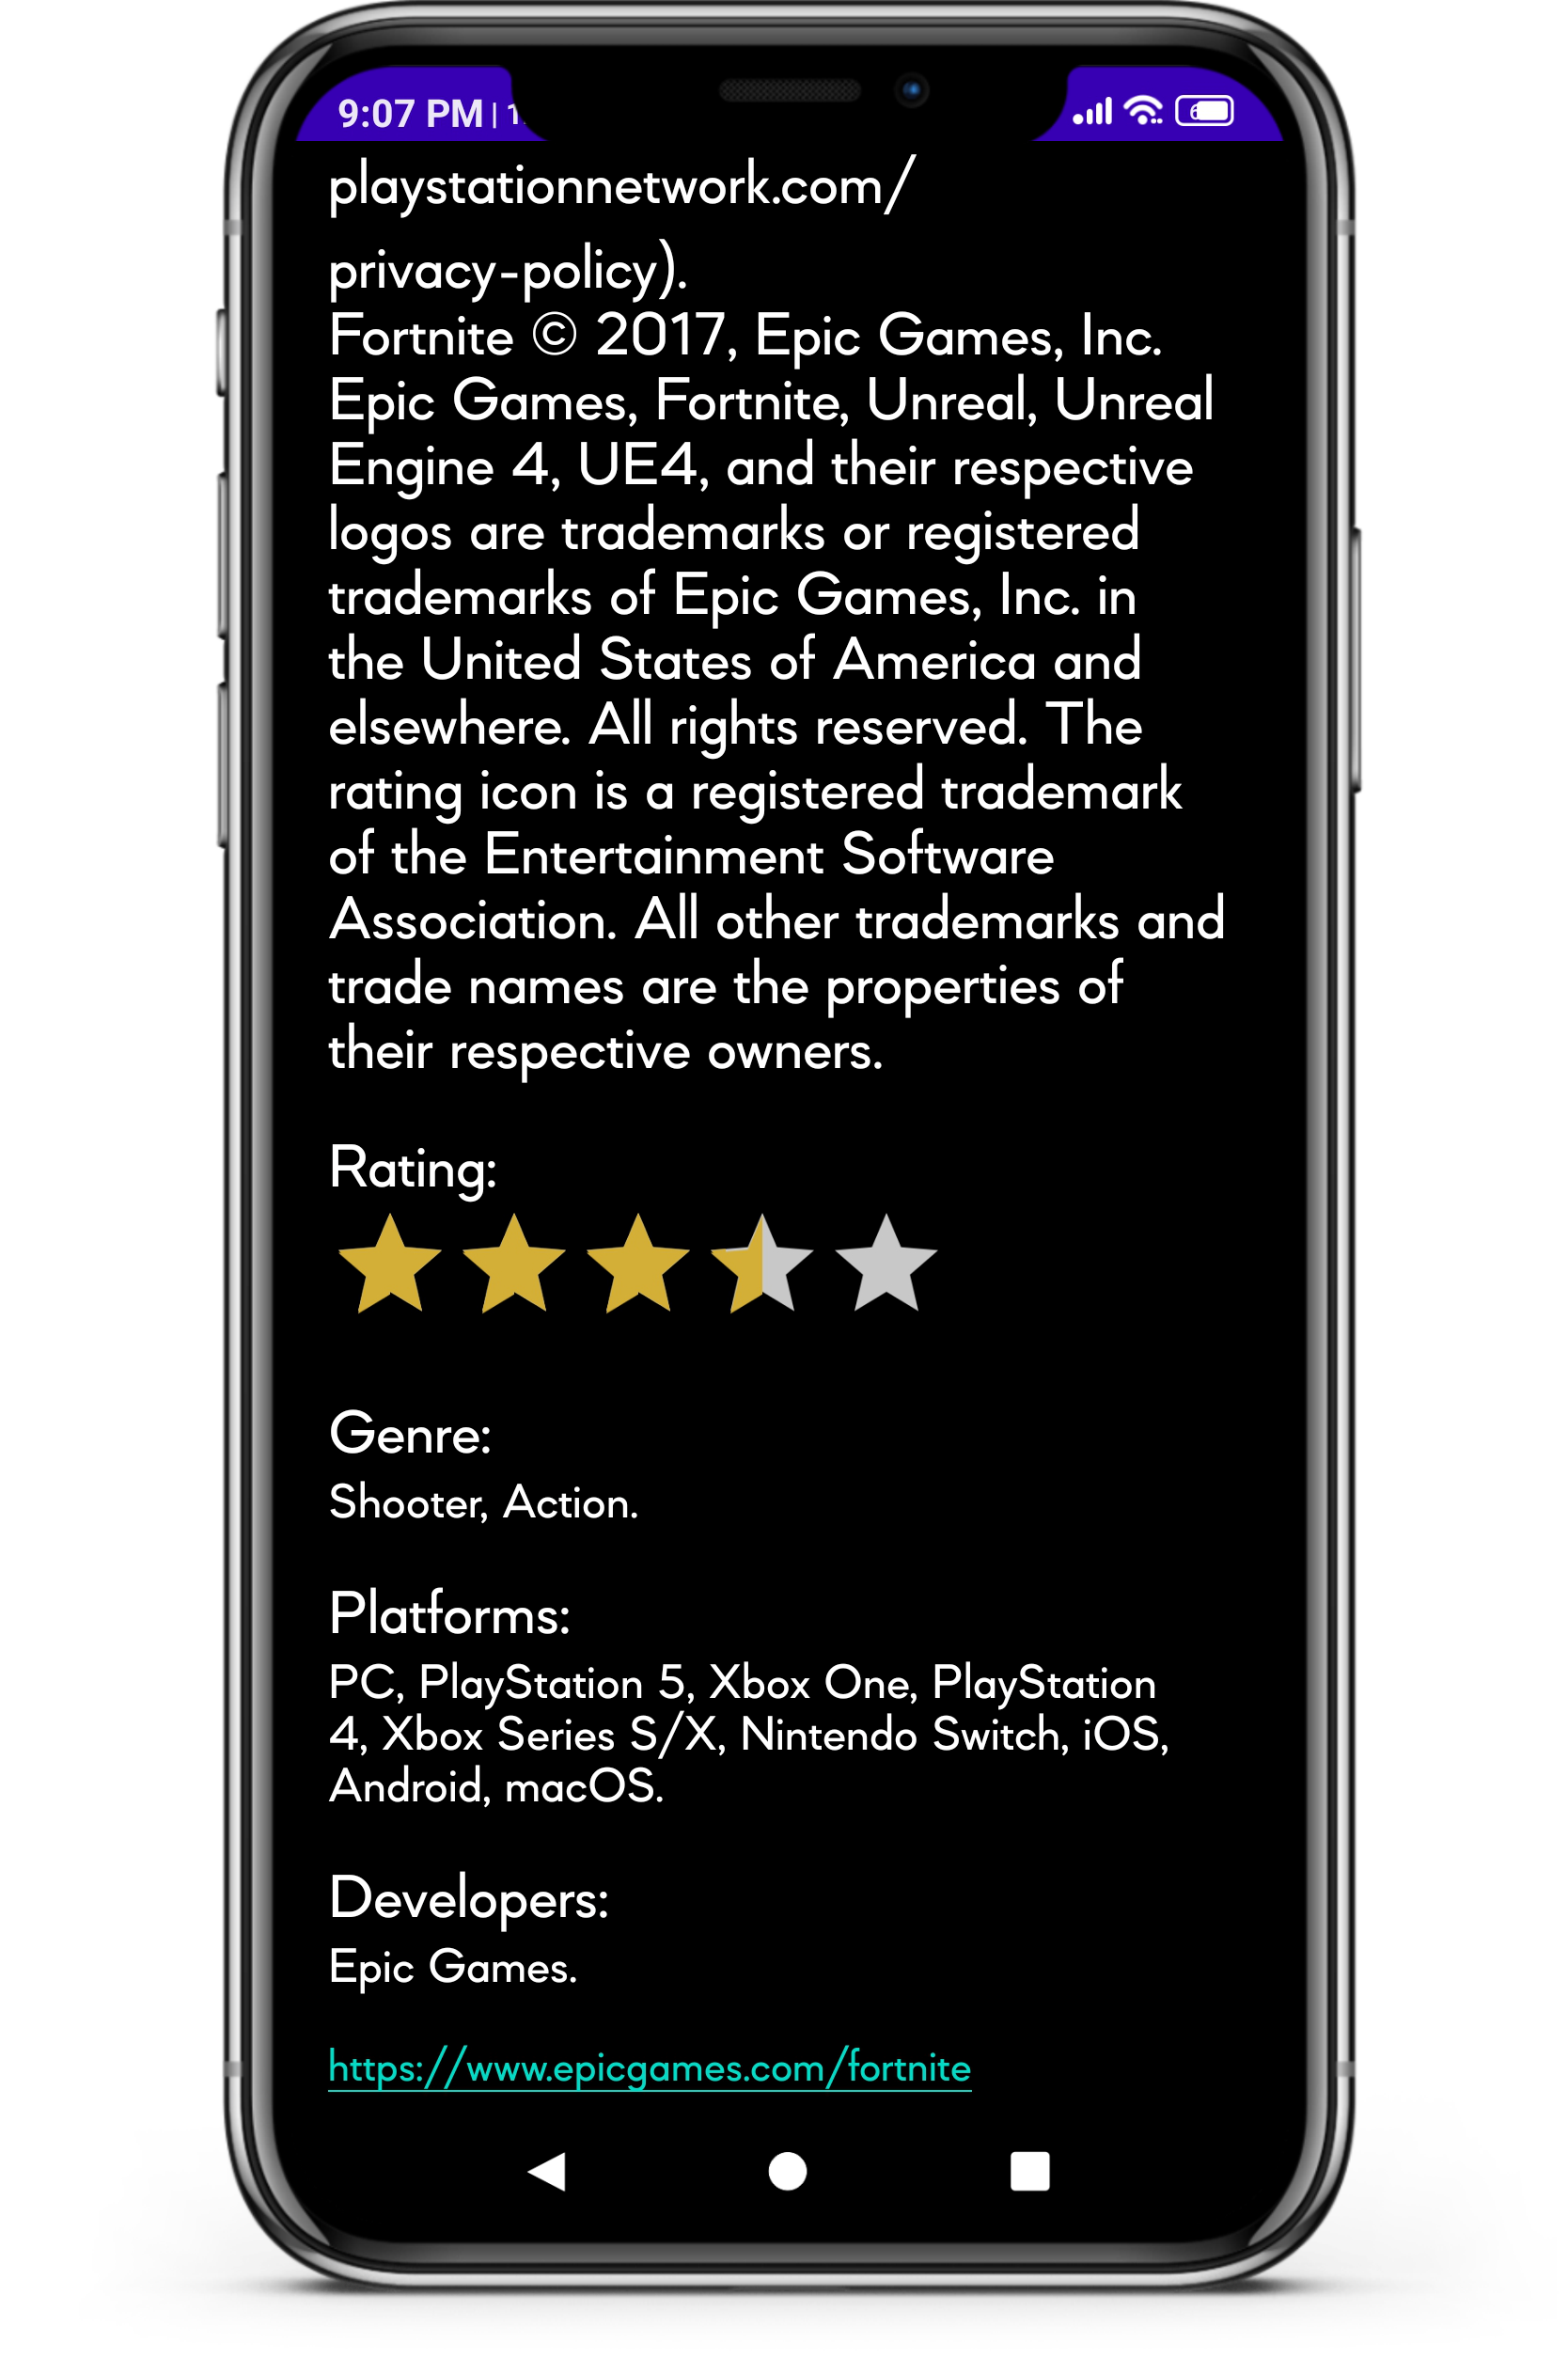 9:07 PM
playstationnetwork.com/
privacy-policy).
Fortnite © 2017, Epic Games, Inc.
Epic Games, Fortnite, Unreal, Unreal
Engine 4, UE4, and their respective
logos are trademarks or registered
trademarks of Epic Games, Inc. in
the United States of America and
elsewhere. All rights reserved. The
rating icon is a registered trademark
of the Entertainment Software
Association. All other trademarks and
trade names are the properties of
their respective owners.
Rating:
Genre:
Shooter, Action.
Platforms:
PC, PlayStation 5, Xbox One, PlayStation
4, Xbox Series S/X, Nintendo Switch, iOS,
Android, macOS.
Developers:
Epic Games.
https://www.epicgames.com/fortnite